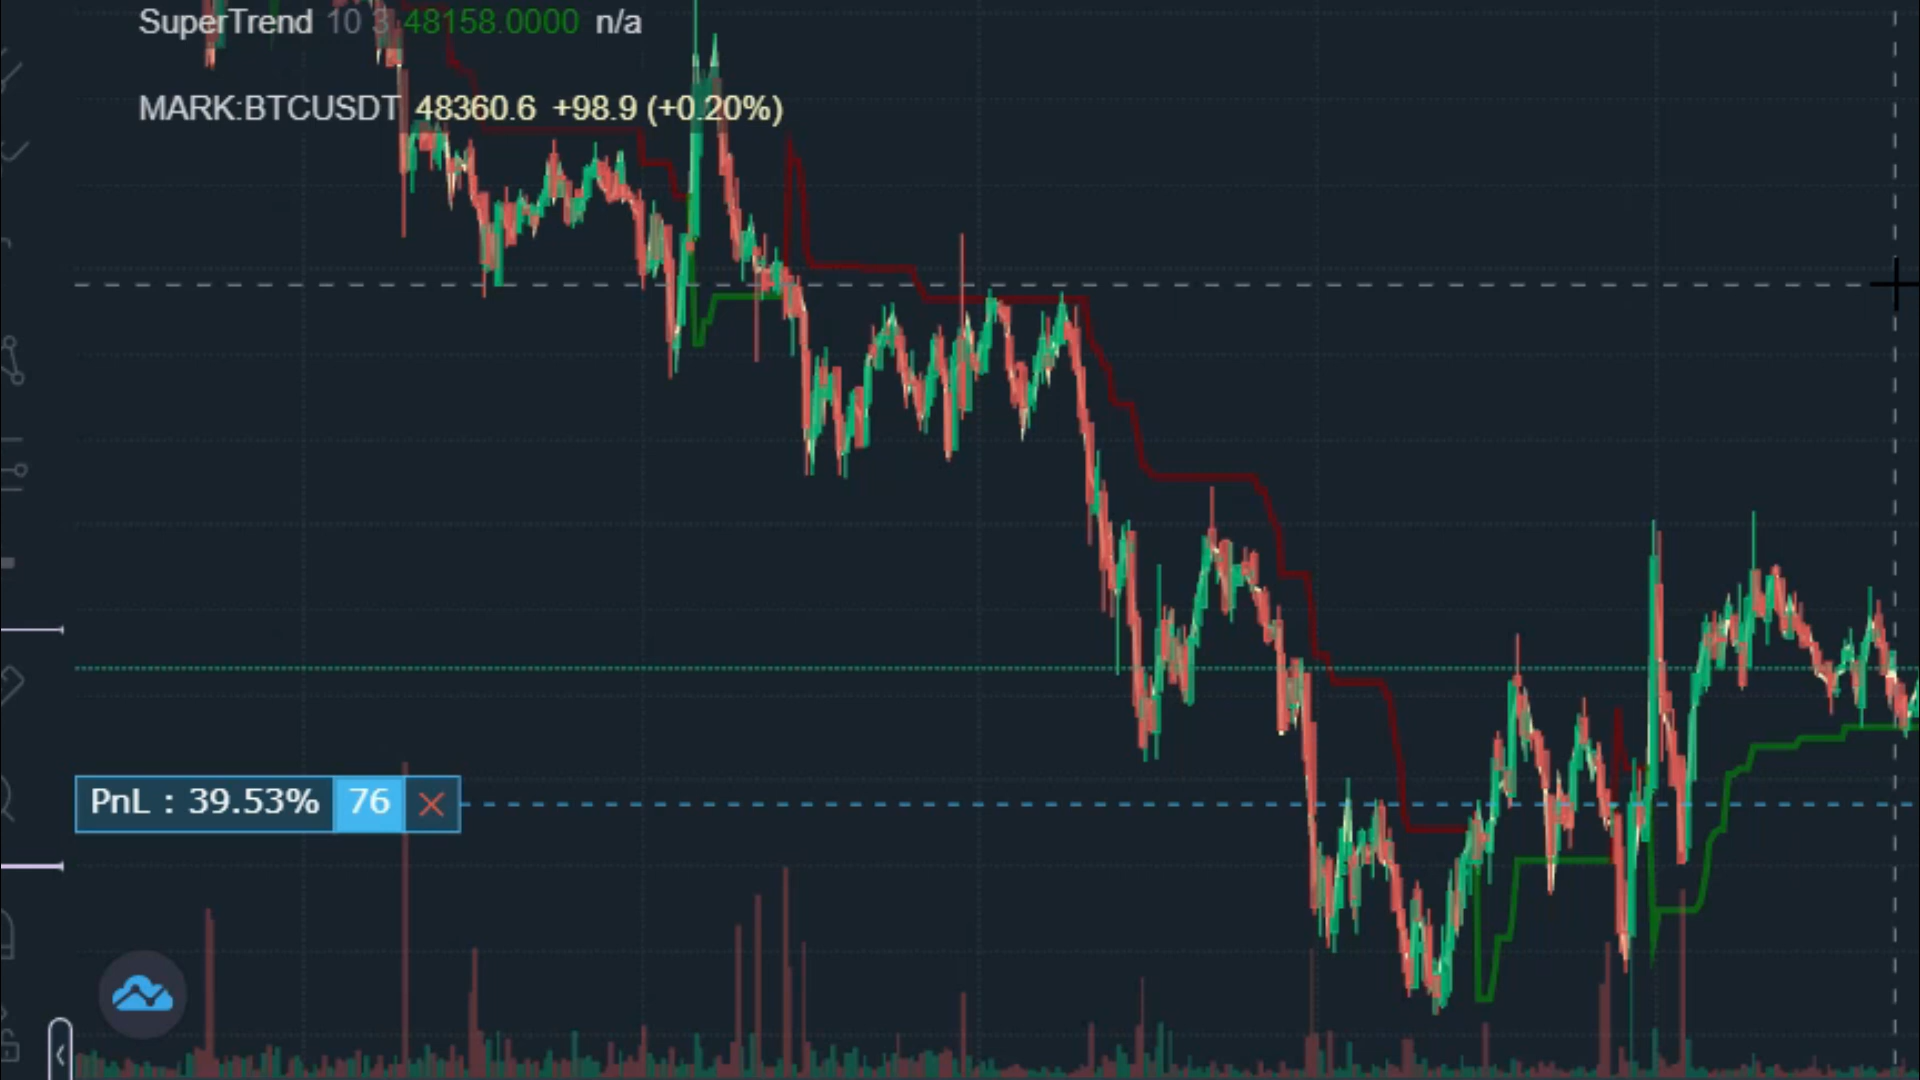 SuperTrend 10 3 48158.0000 n/a
MARK:BTCUSDT 48360.6 +98.9 (+0.20%)
PnL : 39.53% 76